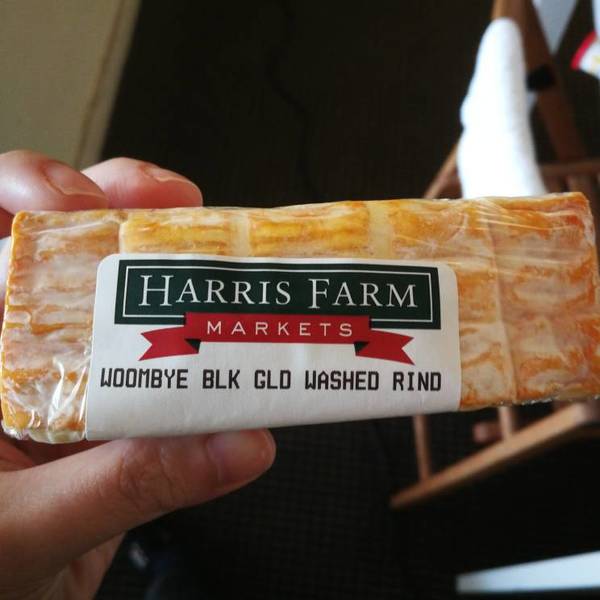 HARRIS FARM
MARKETS
WOOMBYE BLK GLD WASHED RIND